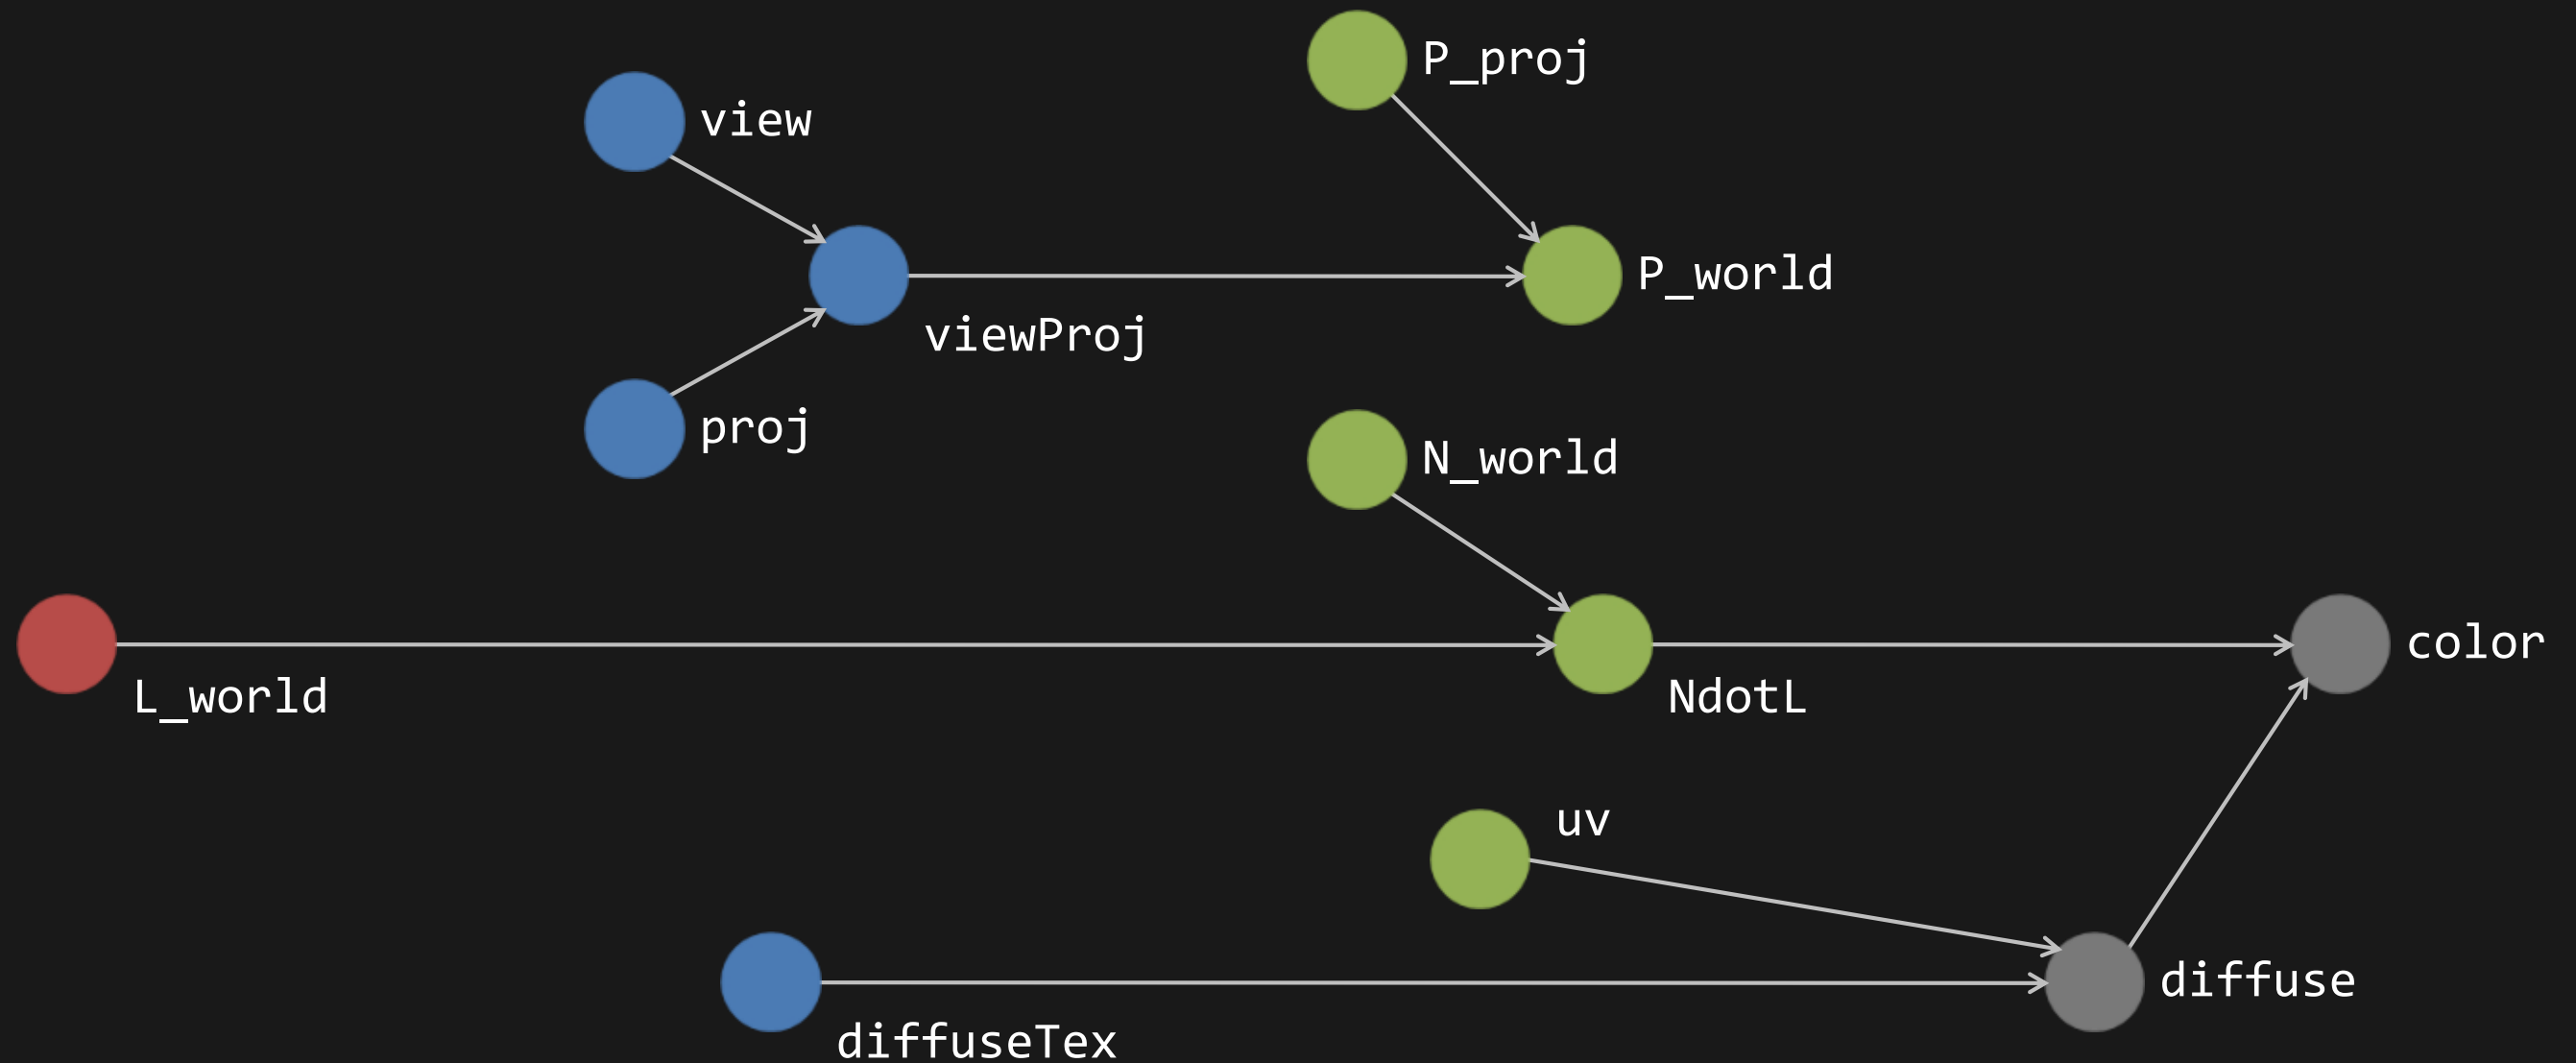 P_proj
view
P_world
viewProj
proj
N_world
color
L_world
NdotL
uv
diffuse
diffuseTex